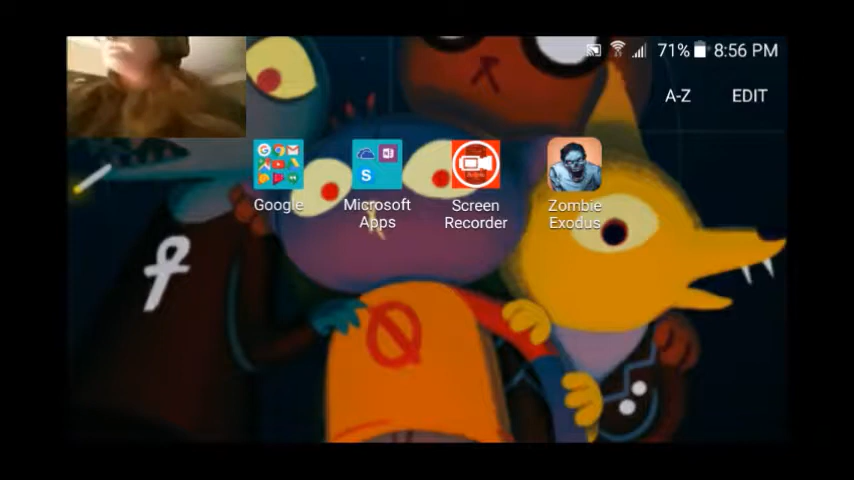 71% 8:56 PM
A-Z EDIT
Google
Microsoft
Apps
Screen
Recorder
Zombie
Exodus